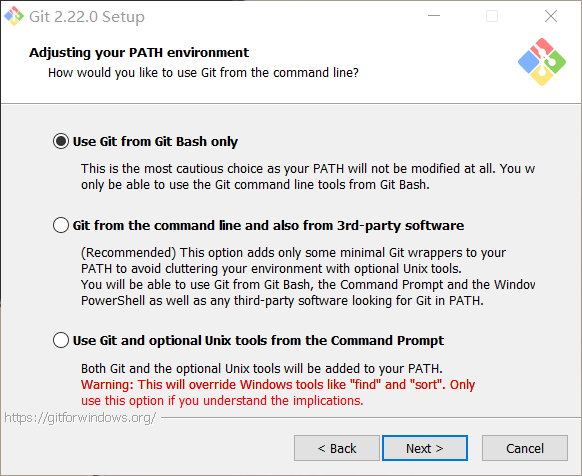 Git 2.22.0 Setup
Adjusting your PATH environment
How would you like to use Git from the command line?
Use Git from Git Bash only
This is the most cautious choice as your PATH will not be modified at all. You w
only be able to use the Git command line tools from Git Bash.
Git from the command line and also from 3rd-party software
(Recommended) This option adds only some minimal Git wrappers to your
PATH to avoid cluttering your environment with optional Unix tools.
You will be able to use Git from Git Bash, the Command Prompt and the Window
PowerShell as well as any third-party software looking for Git in PATH.
Use Git and optional Unix tools from the Command Prompt
Both Git and the optional Unix tools will be added to your PATH.
Warning: This will override Windows tools like "find" and "sort". Only
use this option if you understand the implications.
https://gitforwindows.org/
< Back
Next >
Cancel